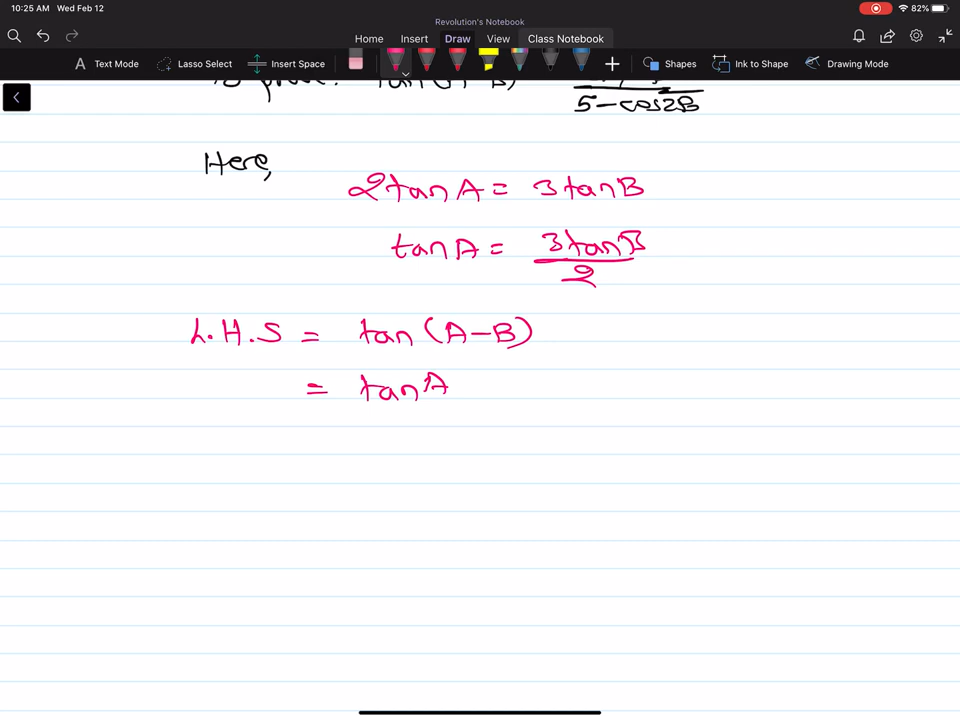 10:25 AM Wed Feb 12
82%
Revolution's Notebook
Home Insert Draw View Class Notebook
Text Mode Lasso Select Insert Space Shapes Ink to Shape Drawing Mode
5-cos2B
Here,
2tanA = 3tanB
tanA = 3tanB
2
L.H.S = tan(A-B)
= tanA